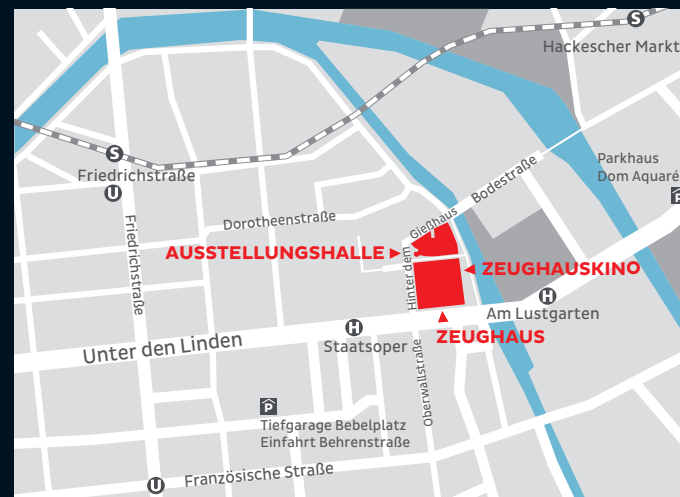 S
Hackescher Markt
S
Friedrichstraße
U
Parkhaus
Dom Aquaré
P
Bodestraße
Dorotheenstraße
Hinter dem Gießhaus
Friedrichstraße
AUSSTELLUNGSHALLE
ZEUGHAUSKINO
H
Am Lustgarten
ZEUGHAUS
H
Staatsoper
Unter den Linden
Oberwallstraße
P
Tiefgarage Bebelplatz
Einfahrt Behrenstraße
Französische Straße
U